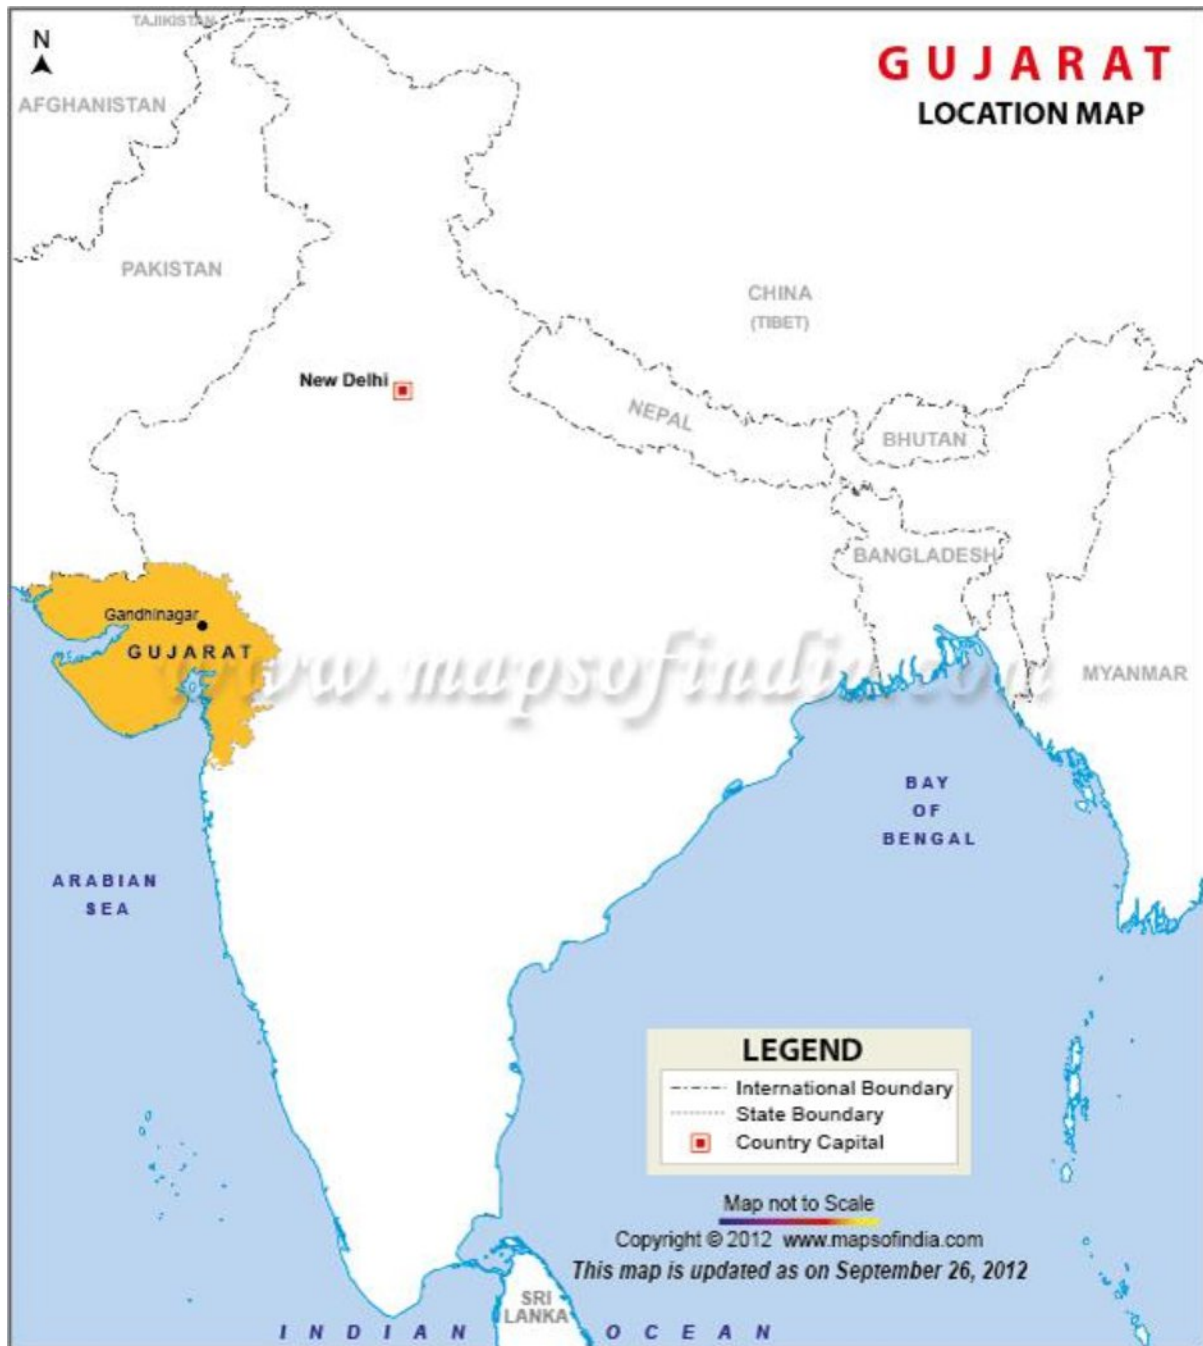 TAJIKISTAN
N
GUJARAT
LOCATION MAP
AFGHANISTAN
PAKISTAN
CHINA
(TIBET)
New Delhi
NEPAL
BHUTAN
BANGLADESH
Gandhinagar
GUJARAT
www.mapsofindia.com
MYANMAR
BAY
OF
BENGAL
ARABIAN
SEA
LEGEND
International Boundary
State Boundary
Country Capital
Map not to Scale
Copyright © 2012 www.mapsofindia.com
This map is updated as on September 26, 2012
SRI
LANKA
INDIAN OCEAN